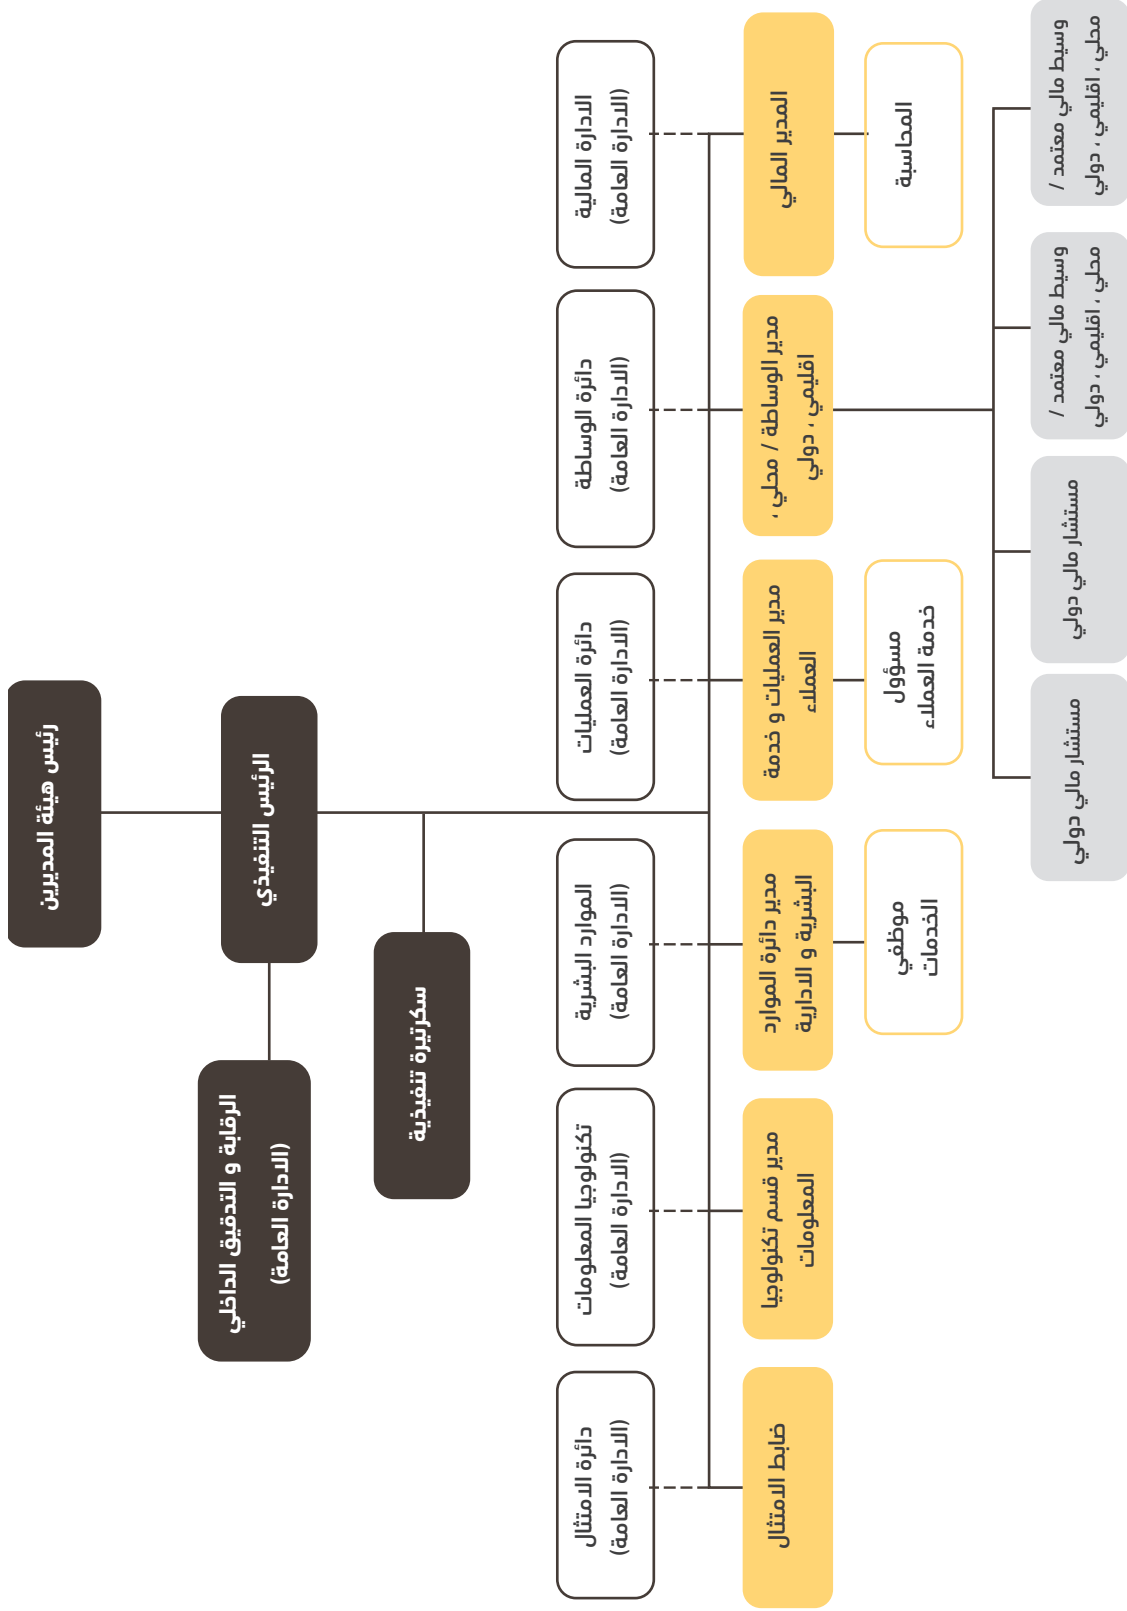 رئيس هيئة المديرين
الرئيس التنفيذي
الرقابة و التدقيق الداخلي
(الادارة العامة)
سكرتيرة تنفيذية
الادارة المالية
(الادارة العامة)
دائرة الوساطة
(الادارة العامة)
دائرة العمليات
(الادارة العامة)
الموارد البشرية
(الادارة العامة)
تكنولوجيا المعلومات
(الادارة العامة)
دائرة الامتثال
(الادارة العامة)
المدير المالي
مدير الوساطة / محلي ،
اقليمي ، دولي
مدير العمليات و خدمة
العملاء
مدير دائرة الموارد
البشرية و الادارية
مدير قسم تكنولوجيا
المعلومات
ضابط الامتثال
المحاسبة
مسؤول
خدمة العملاء
موظفي
الخدمات
وسيط مالي معتمد /
محلي ، اقليمي ، دولي
وسيط مالي معتمد /
محلي ، اقليمي ، دولي
مستشار مالي دولي
مستشار مالي دولي